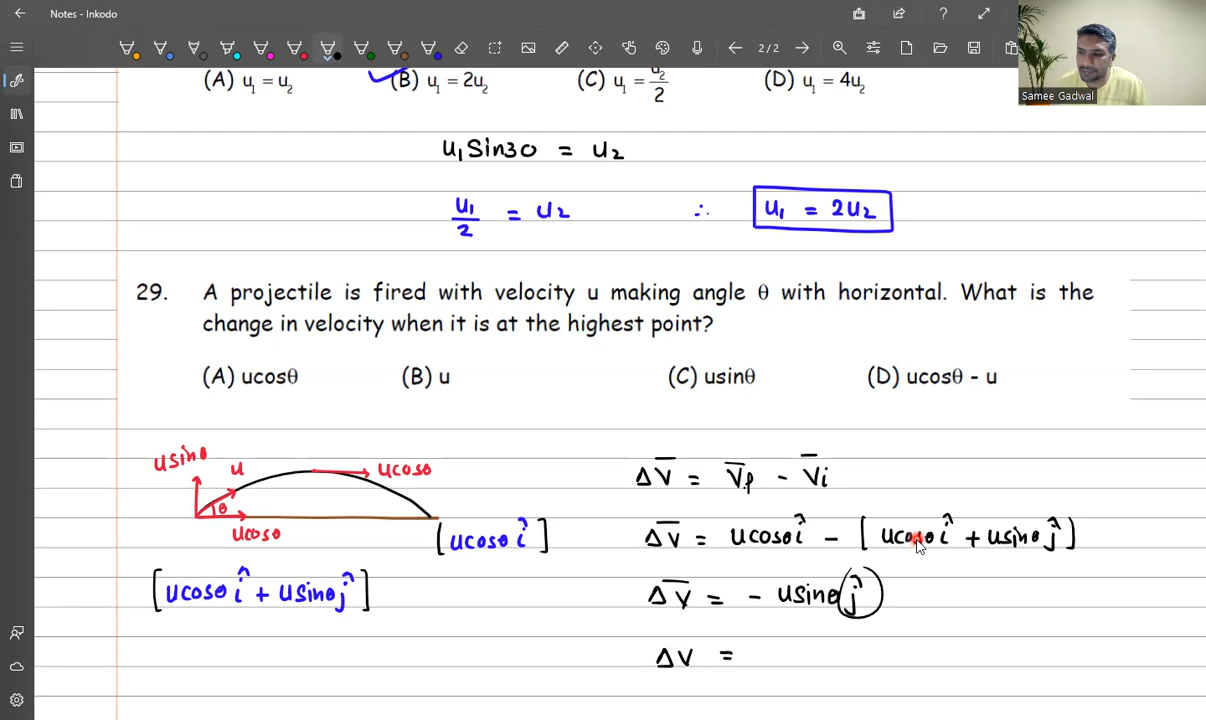 Notes - Inkodo
2/2
Samee Gadwal
(A) u₁ = u₂ (B) u₁ = 2u₂ (C) u₁ = u₂/2 (D) u₁ = 4u₂
u₁ Sin30 = u₂
u₁/2 = u₂ ∴ u₁ = 2u₂
29. A projectile is fired with velocity u making angle θ with horizontal. What is the
change in velocity when it is at the highest point?
(A) ucosθ (B) u (C) usinθ (D) ucosθ - u
usinθ
u
ucosθ
θ
ucosθ
[ucosθ î]
[ucosθ î + usinθ ĵ]
ΔV̅ = V̅f - V̅i
ΔV̅ = ucosθ î - [ucosθ î + usinθ ĵ]
ΔV̅ = - usinθ ĵ
ΔV =